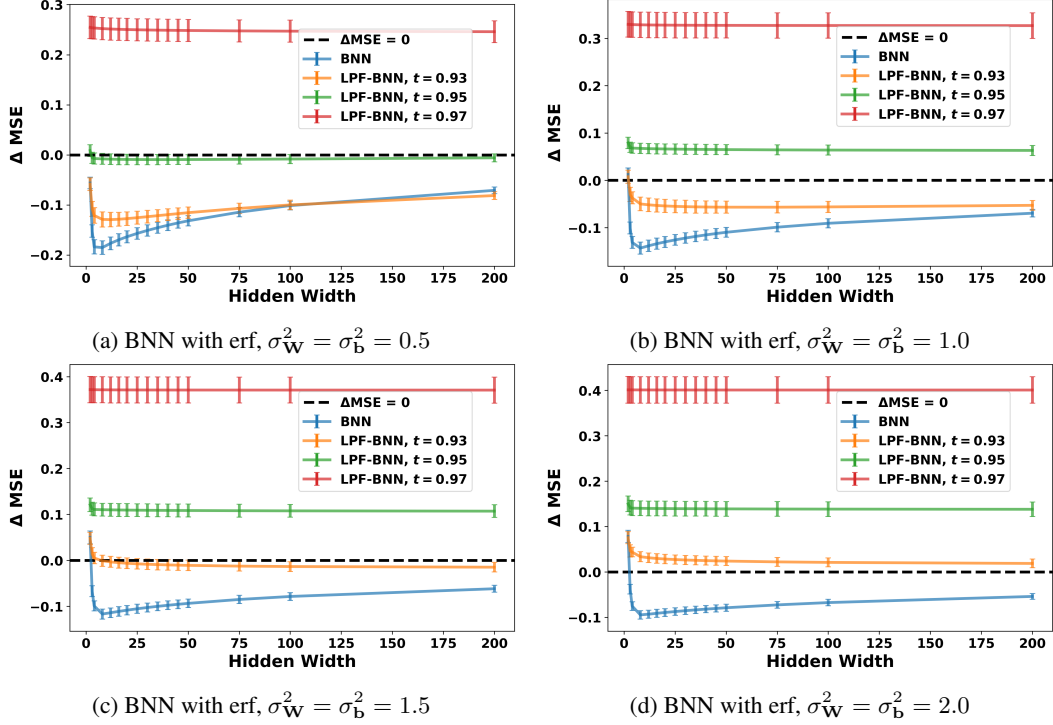 0.3
0.2
0.1
0.0
−0.1
−0.2
Δ MSE
ΔMSE = 0
BNN
LPF-BNN, t = 0.93
LPF-BNN, t = 0.95
LPF-BNN, t = 0.97
0 25 50 75 100 125 150 175 200
Hidden Width
(a) BNN with erf, σ²_W = σ²_b = 0.5
0.3
0.2
0.1
0.0
−0.1
Δ MSE
ΔMSE = 0
BNN
LPF-BNN, t = 0.93
LPF-BNN, t = 0.95
LPF-BNN, t = 0.97
0 25 50 75 100 125 150 175 200
Hidden Width
(b) BNN with erf, σ²_W = σ²_b = 1.0
0.4
0.3
0.2
0.1
0.0
−0.1
Δ MSE
ΔMSE = 0
BNN
LPF-BNN, t = 0.93
LPF-BNN, t = 0.95
LPF-BNN, t = 0.97
0 25 50 75 100 125 150 175 200
Hidden Width
(c) BNN with erf, σ²_W = σ²_b = 1.5
0.4
0.3
0.2
0.1
0.0
−0.1
Δ MSE
ΔMSE = 0
BNN
LPF-BNN, t = 0.93
LPF-BNN, t = 0.95
LPF-BNN, t = 0.97
0 25 50 75 100 125 150 175 200
Hidden Width
(d) BNN with erf, σ²_W = σ²_b = 2.0